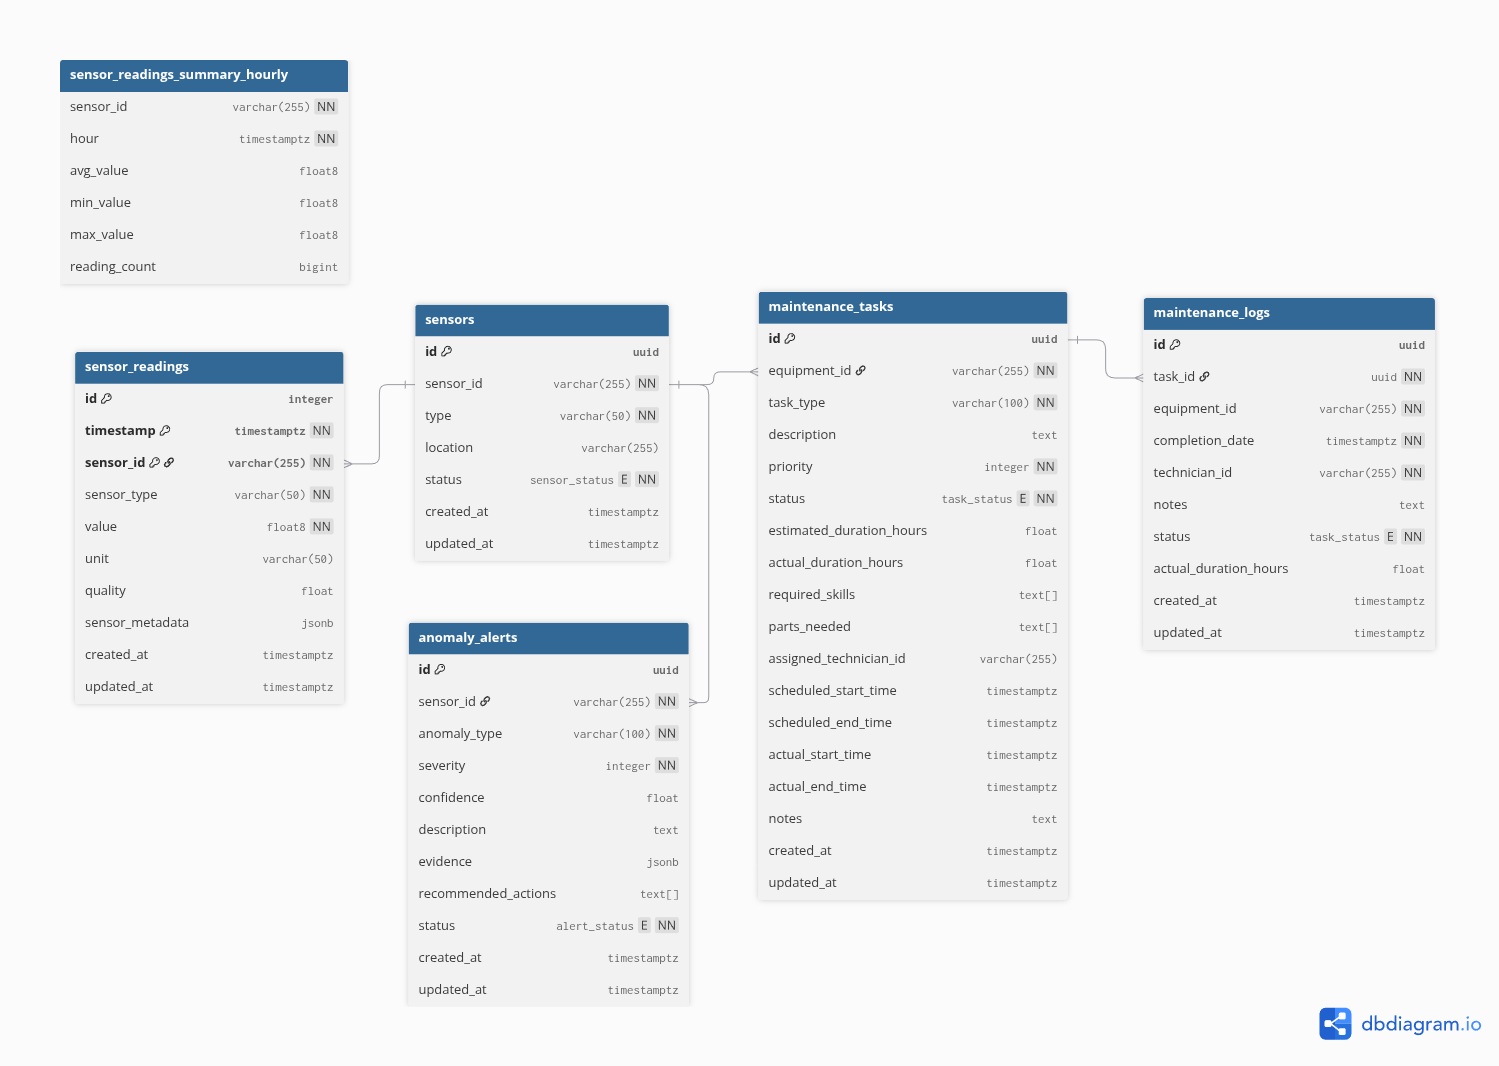 sensor_readings_summary_hourly
sensor_id varchar(255) NN
hour timestamptz NN
avg_value float8
min_value float8
max_value float8
reading_count bigint
sensor_readings
id integer
timestamp timestamptz NN
sensor_id varchar(255) NN
sensor_type varchar(50) NN
value float8 NN
unit varchar(50)
quality float
sensor_metadata jsonb
created_at timestamptz
updated_at timestamptz
sensors
id uuid
sensor_id varchar(255) NN
type varchar(50) NN
location varchar(255)
status sensor_status E NN
created_at timestamptz
updated_at timestamptz
anomaly_alerts
id uuid
sensor_id varchar(255) NN
anomaly_type varchar(100) NN
severity integer NN
confidence float
description text
evidence jsonb
recommended_actions text[]
status alert_status E NN
created_at timestamptz
updated_at timestamptz
maintenance_tasks
id uuid
equipment_id varchar(255) NN
task_type varchar(100) NN
description text
priority integer NN
status task_status E NN
estimated_duration_hours float
actual_duration_hours float
required_skills text[]
parts_needed text[]
assigned_technician_id varchar(255)
scheduled_start_time timestamptz
scheduled_end_time timestamptz
actual_start_time timestamptz
actual_end_time timestamptz
notes text
created_at timestamptz
updated_at timestamptz
maintenance_logs
id uuid
task_id uuid NN
equipment_id varchar(255) NN
completion_date timestamptz NN
technician_id varchar(255) NN
notes text
status task_status E NN
actual_duration_hours float
created_at timestamptz
updated_at timestamptz
dbdiagram.io